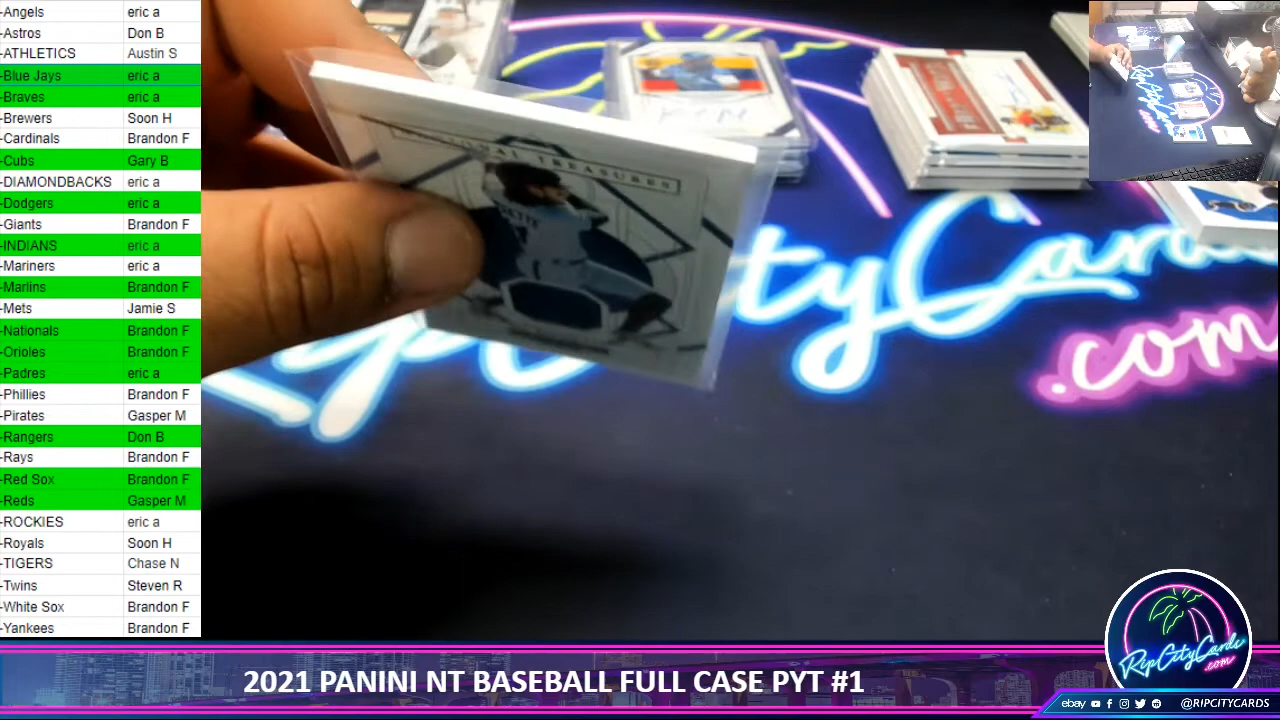 -Angels eric a
-Astros Don B
-ATHLETICS Austin S
-Blue Jays eric a
-Braves eric a
-Brewers Soon H
-Cardinals Brandon F
-Cubs Gary B
-DIAMONDBACKS eric a
-Dodgers eric a
-Giants Brandon F
-INDIANS eric a
-Mariners eric a
-Marlins Brandon F
-Mets Jamie S
-Nationals Brandon F
-Orioles Brandon F
-Padres eric a
-Phillies Brandon F
-Pirates Gasper M
-Rangers Don B
-Rays Brandon F
-Red Sox Brandon F
-Reds Gasper M
-ROCKIES eric a
-Royals Soon H
-TIGERS Chase N
-Twins Steven R
-White Sox Brandon F
-Yankees Brandon F
TREASURES
tyCards
.com
RipCityCards
.com
2021 PANINI NT BASEBALL FULL CASE PYT #1
ebay @RIPCITYCARDS